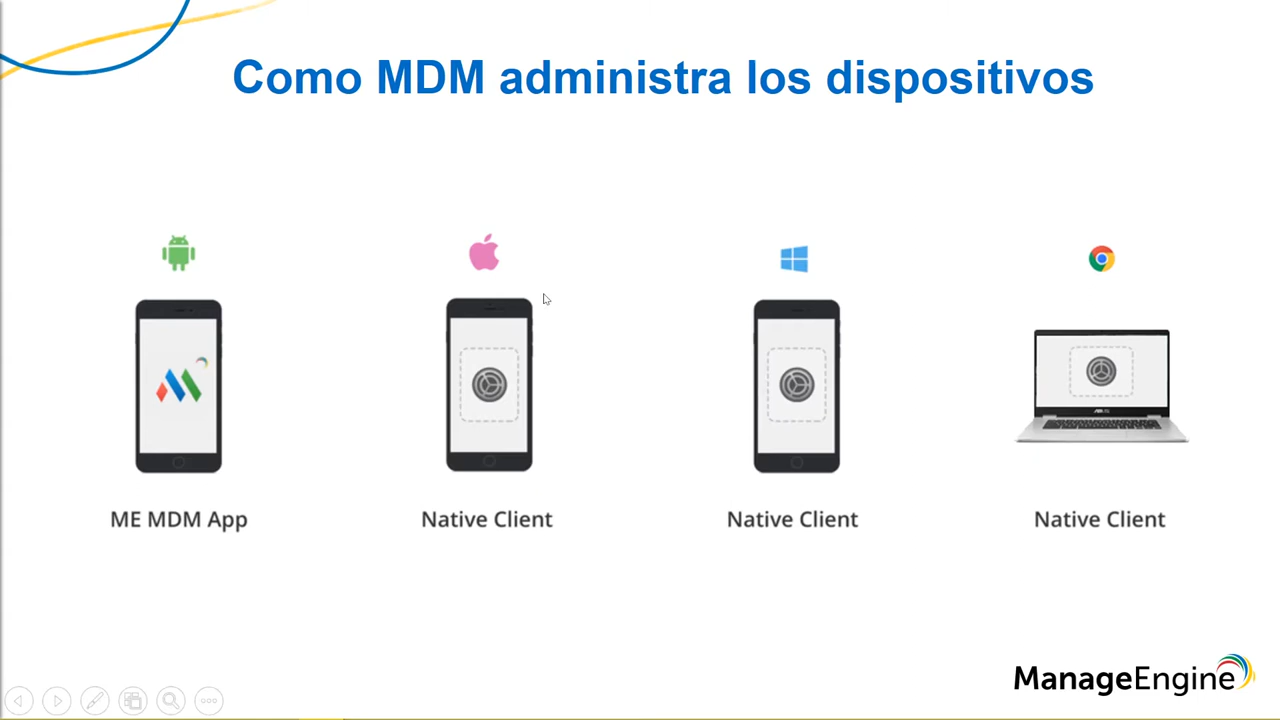 Como MDM administra los dispositivos
ME MDM App
Native Client
Native Client
Native Client
ManageEngine